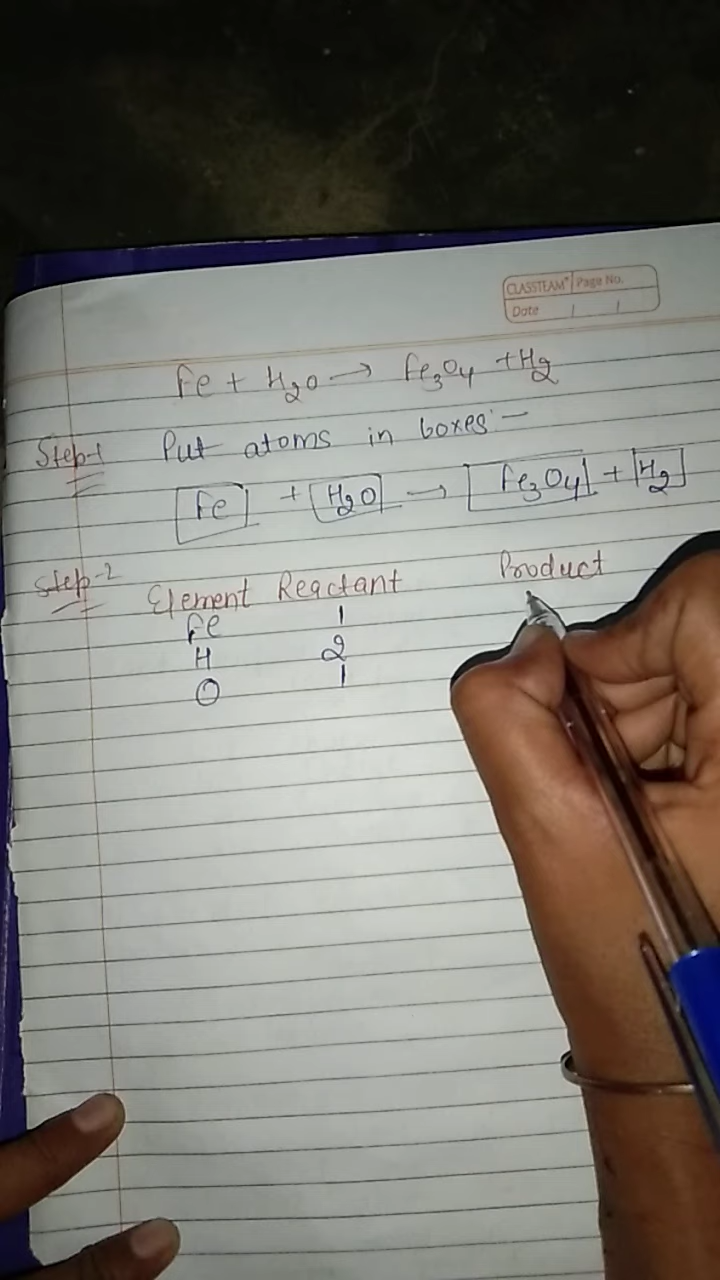 CLASSTEAM Page No.
Date / /
Fe + H₂O → Fe₃O₄ + H₂
Step-1 Put atoms in boxes :-
Fe + H₂O → Fe₃O₄ + H₂
Step-2 Element Reactant Product
Fe 1
H 2
O 1